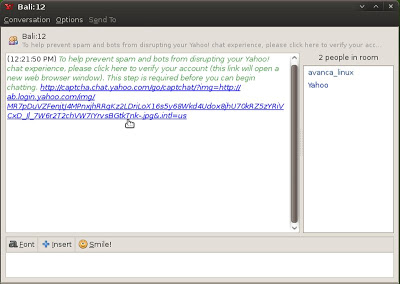 Bali:12
Conversation Options Send To
Bali:12
To help prevent spam and bots from disrupting your Yahoo! chat experience, please click here to verify your acc...
(12:21:50 PM) To help prevent spam and bots from disrupting your Yahoo!
chat experience, please click here to verify your account (this link will open a
new web browser window). This step is required before you can begin
chatting. http://captcha.chat.yahoo.com/go/captchat/?img=http://
ab.login.yahoo.com/img/
2 people in room
avanca_linux
Yahoo
Font Insert Smile!